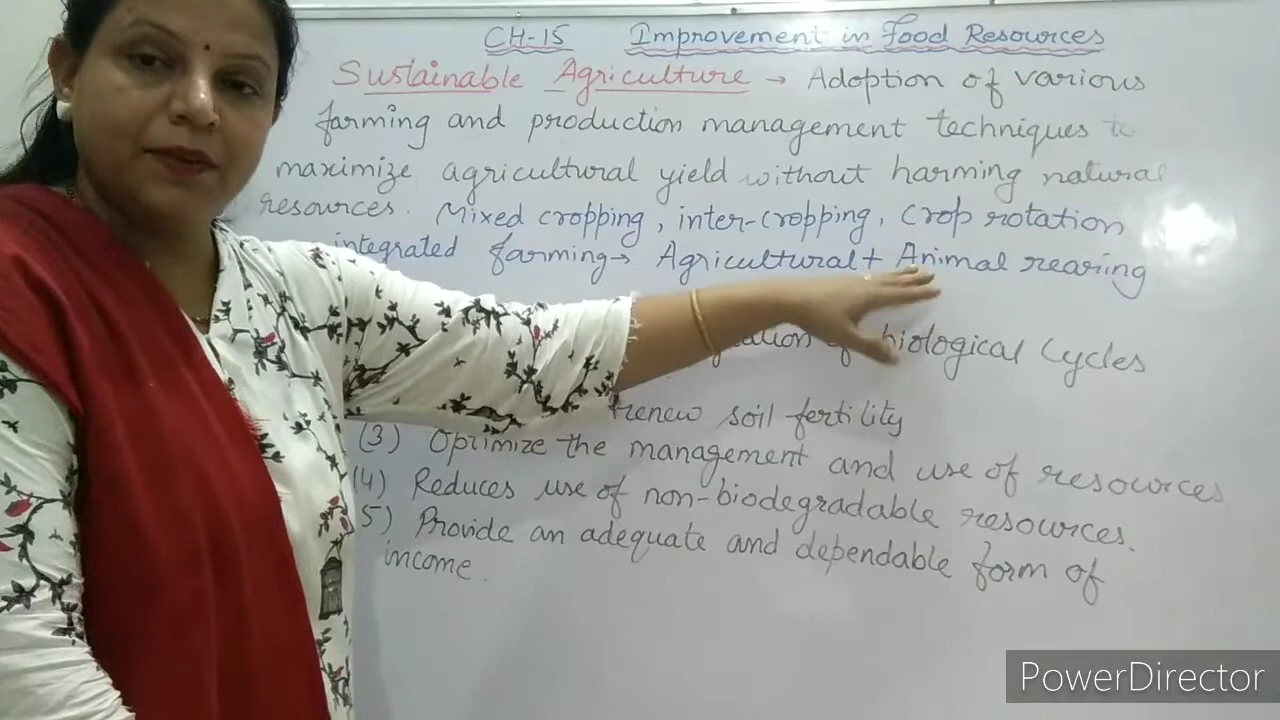 CH-15 Improvement in Food Resources
Sustainable Agriculture → Adoption of various
farming and production management techniques to
maximize agricultural yield without harming natural
resources. Mixed cropping, inter-cropping, Crop rotation
integrated farming → Agricultural + Animal rearing
biological Cycles
renew soil fertility
(3) Optimize the management and use of resources
(4) Reduces use of non-biodegradable resources.
5) Provide an adequate and dependable form of
income.
PowerDirector